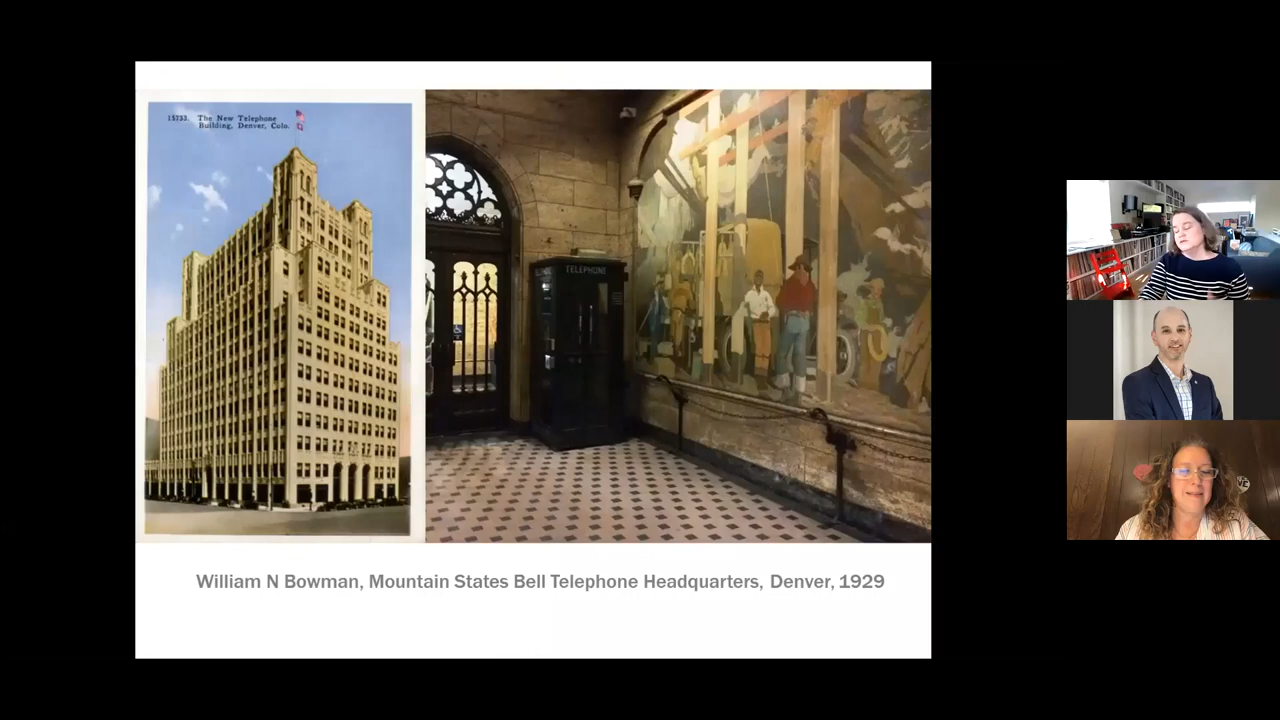 15733. The New Telephone
Building, Denver, Colo.
TELEPHONE
William N Bowman, Mountain States Bell Telephone Headquarters, Denver, 1929